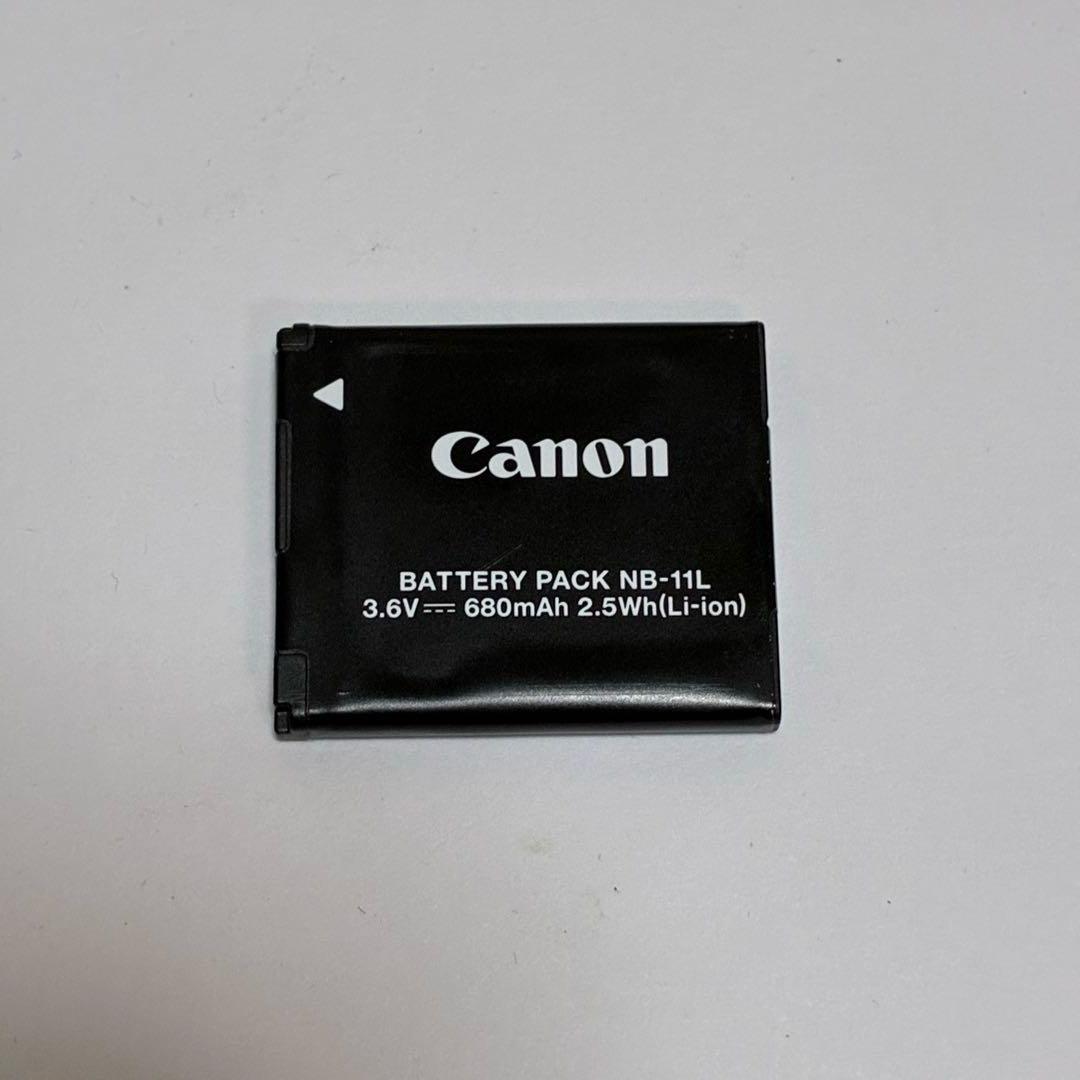 Canon
BATTERY PACK NB-11L
3.6V⎓ 680mAh 2.5Wh(Li-ion)